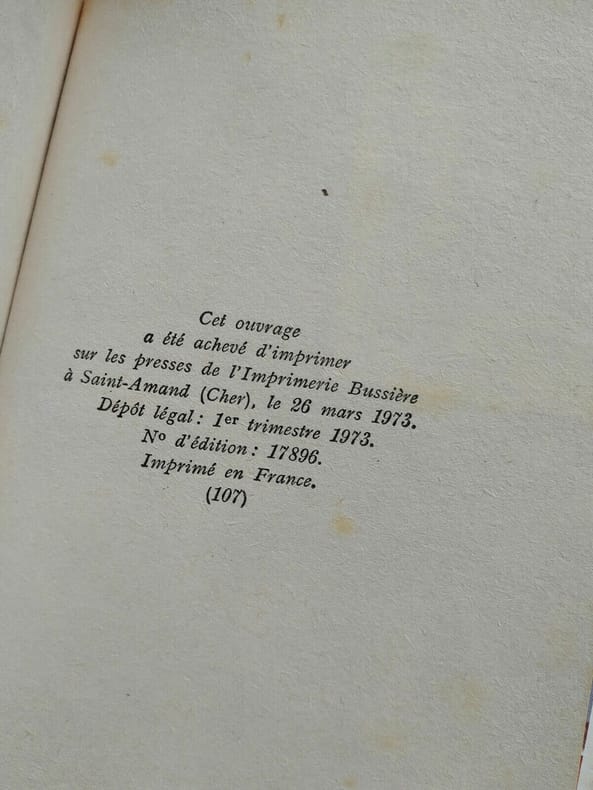 Cet ouvrage
a été achevé d'imprimer
sur les presses de l'Imprimerie Bussière
à Saint-Amand (Cher), le 26 mars 1973.
Dépôt légal : 1er trimestre 1973.
No d'édition : 17896.
Imprimé en France.
(107)